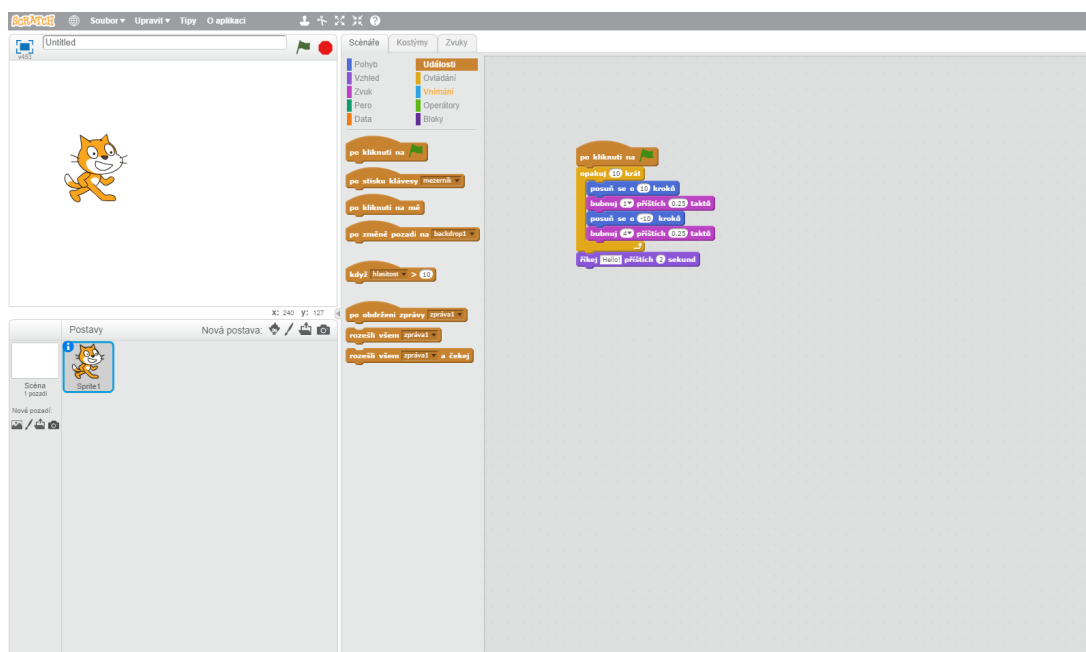 SCRATCH Soubor Upravit Tipy O aplikaci
Untitled
v453
Scénáře Kostýmy Zvuky
Pohyb Události
Vzhled Ovládání
Zvuk Vnímání
Pero Operátory
Data Bloky
po kliknutí na
po stisku klávesy mezerník
po kliknutí na mě
po změně pozadí na backdrop1
když hlasitost > 10
po obdržení zprávy zpráva1
rozešli všem zpráva1
rozešli všem zpráva1 a čekej
po kliknutí na
opakuj 10 krát
posuň se o 10 kroků
bubnuj 1 příštích 0.25 taktů
posuň se o -10 kroků
bubnuj 4 příštích 0.25 taktů
říkej Hello! příštích 2 sekund
x: 240 y: 127
Postavy Nová postava:
Scéna
1 pozadí
Sprite1
Nové pozadí: